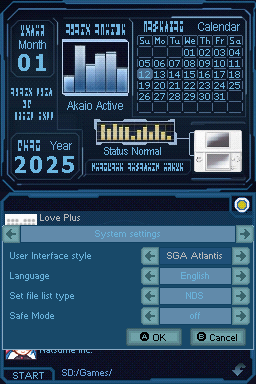 Month
01
Akaio Active
Calendar
Su Mo Tu We Th Fr Sa
01 02 03 04
05 06 07 08 09 10 11
12 13 14 15 16 17 18
19 20 21 22 23 24 25
26 27 28 29 30 31
Status Normal
Year
2025
Love Plus
System settings
User Interface style SGA Atlantis
Language English
Set file list type NDS
Safe Mode off
A OK B Cancel
Natsume Inc.
START SD:/Games/